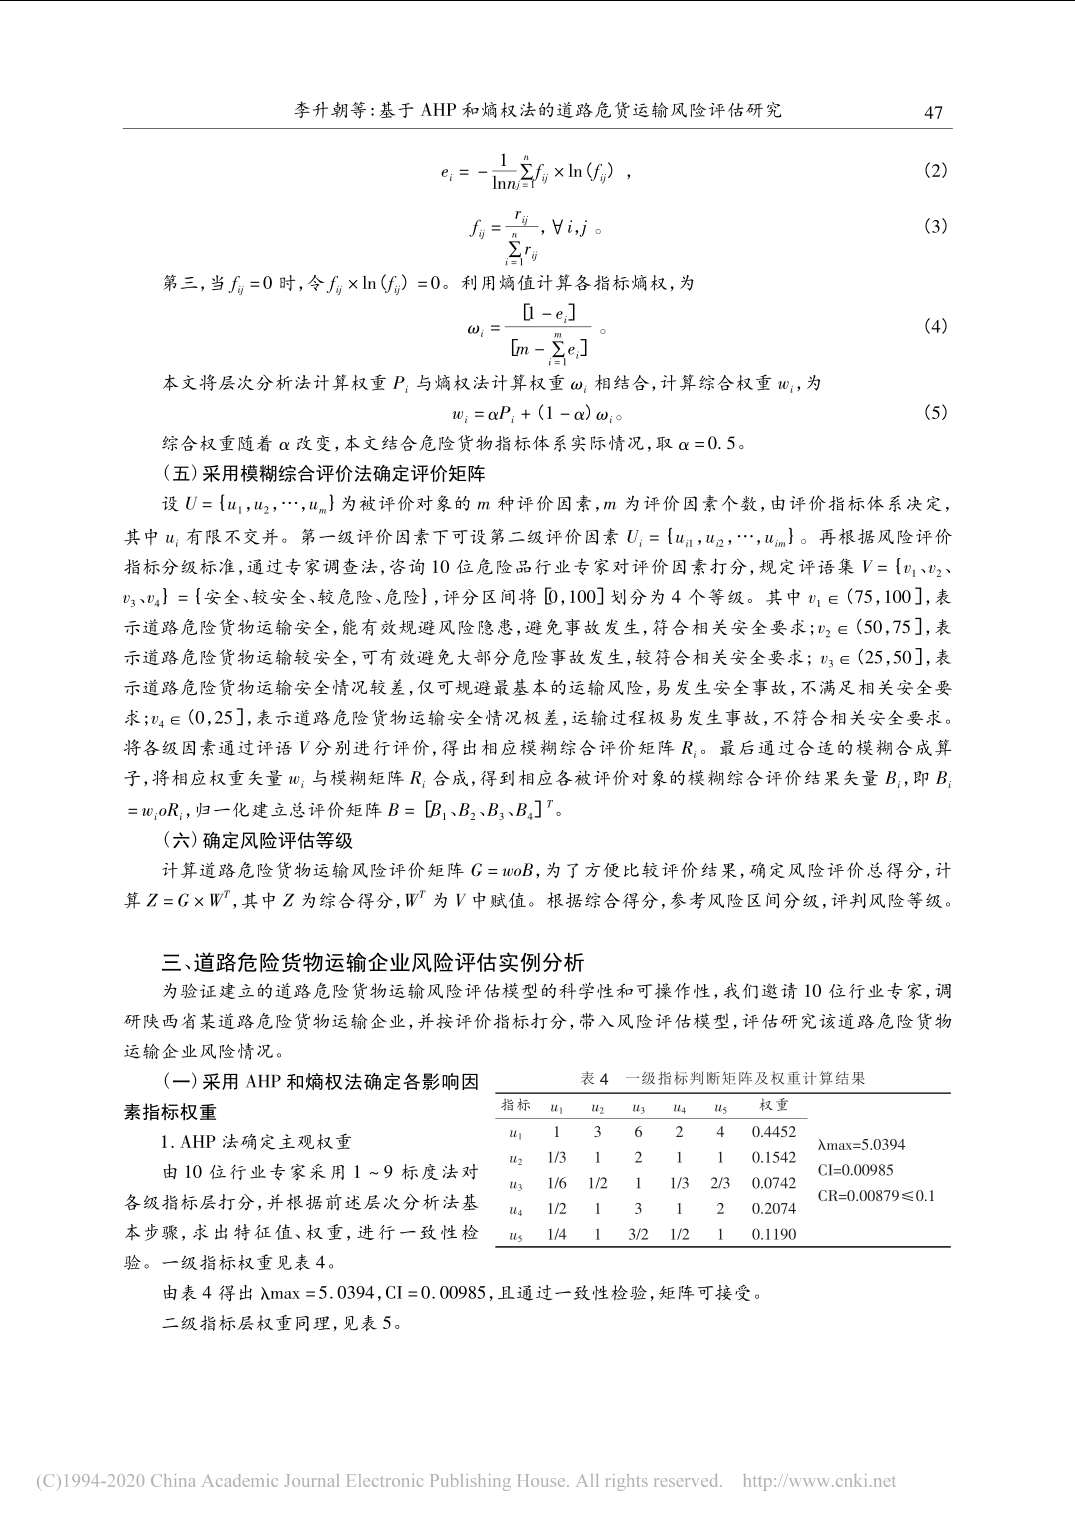 李升朝等:基于 AHP 和熵权法的道路危货运输风险评估研究 47
e_i = -\frac{1}{\ln n}\sum_{j=1}^{n} f_{ij} × ln(f_{ij}) , (2)
f_{ij} = \frac{r_{ij}}{\sum_{i=1}^{n} r_{ij}}, ∀ i,j 。 (3)
第三,当 f_{ij} =0 时,令 f_{ij} × ln(f_{ij}) =0。利用熵值计算各指标熵权,为
ω_i = \frac{[1 - e_i]}{[m - \sum_{i=1}^{m} e_i]} 。 (4)
本文将层次分析法计算权重 P_i 与熵权法计算权重 ω_i 相结合,计算综合权重 w_i,为
w_i = αP_i + (1 - α) ω_i。 (5)
综合权重随着 α 改变,本文结合危险货物指标体系实际情况,取 α = 0. 5。
(五)采用模糊综合评价法确定评价矩阵
设 U = {u_1,u_2,…,u_m} 为被评价对象的 m 种评价因素,m 为评价因素个数,由评价指标体系决定,
其中 u_i 有限不交并。第一级评价因素下可设第二级评价因素 U_i = {u_{i1},u_{i2},…,u_{im}} 。再根据风险评价
指标分级标准,通过专家调查法,咨询 10 位危险品行业专家对评价因素打分,规定评语集 V = {v_1、v_2、
v_3、v_4} = {安全、较安全、较危险、危险},评分区间将 [0,100] 划分为 4 个等级。其中 v_1 ∈ (75,100],表
示道路危险货物运输安全,能有效规避风险隐患,避免事故发生,符合相关安全要求;v_2 ∈ (50,75],表
示道路危险货物运输较安全,可有效避免大部分危险事故发生,较符合相关安全要求; v_3 ∈ (25,50],表
示道路危险货物运输安全情况较差,仅可规避最基本的运输风险,易发生安全事故,不满足相关安全要
求;v_4 ∈ (0,25],表示道路危险货物运输安全情况极差,运输过程极易发生事故,不符合相关安全要求。
将各级因素通过评语 V 分别进行评价,得出相应模糊综合评价矩阵 R_i。最后通过合适的模糊合成算
子,将相应权重矢量 w_i 与模糊矩阵 R_i 合成,得到相应各被评价对象的模糊综合评价结果矢量 B_i,即 B_i
= w_i o R_i,归一化建立总评价矩阵 B = [B_1、B_2、B_3、B_4]^T。
(六)确定风险评估等级
计算道路危险货物运输风险评价矩阵 G = woB,为了方便比较评价结果,确定风险评价总得分,计
算 Z = G × W^T,其中 Z 为综合得分,W^T 为 V 中赋值。根据综合得分,参考风险区间分级,评判风险等级。
三、道路危险货物运输企业风险评估实例分析
为验证建立的道路危险货物运输风险评估模型的科学性和可操作性,我们邀请 10 位行业专家,调
研陕西省某道路危险货物运输企业,并按评价指标打分,带入风险评估模型,评估研究该道路危险货物
运输企业风险情况。
(一)采用 AHP 和熵权法确定各影响因
素指标权重
1. AHP 法确定主观权重
由 10 位行业专家采用 1 ~ 9 标度法对
各级指标层打分,并根据前述层次分析法基
本步骤,求出特征值、权重,进行一致性检
验。一级指标权重见表 4。
表 4 一级指标判断矩阵及权重计算结果
指标 u_1 u_2 u_3 u_4 u_5 权重
u_1 1 3 6 2 4 0.4452
u_2 1/3 1 2 1 1 0.1542
u_3 1/6 1/2 1 1/3 2/3 0.0742
u_4 1/2 1 3 1 2 0.2074
u_5 1/4 1 3/2 1/2 1 0.1190
λmax=5.0394
CI=0.00985
CR=0.00879≤0.1
由表 4 得出 λmax = 5. 0394,CI = 0. 00985,且通过一致性检验,矩阵可接受。
二级指标层权重同理,见表 5。
(C)1994-2020 China Academic Journal Electronic Publishing House. All rights reserved. http://www.cnki.net